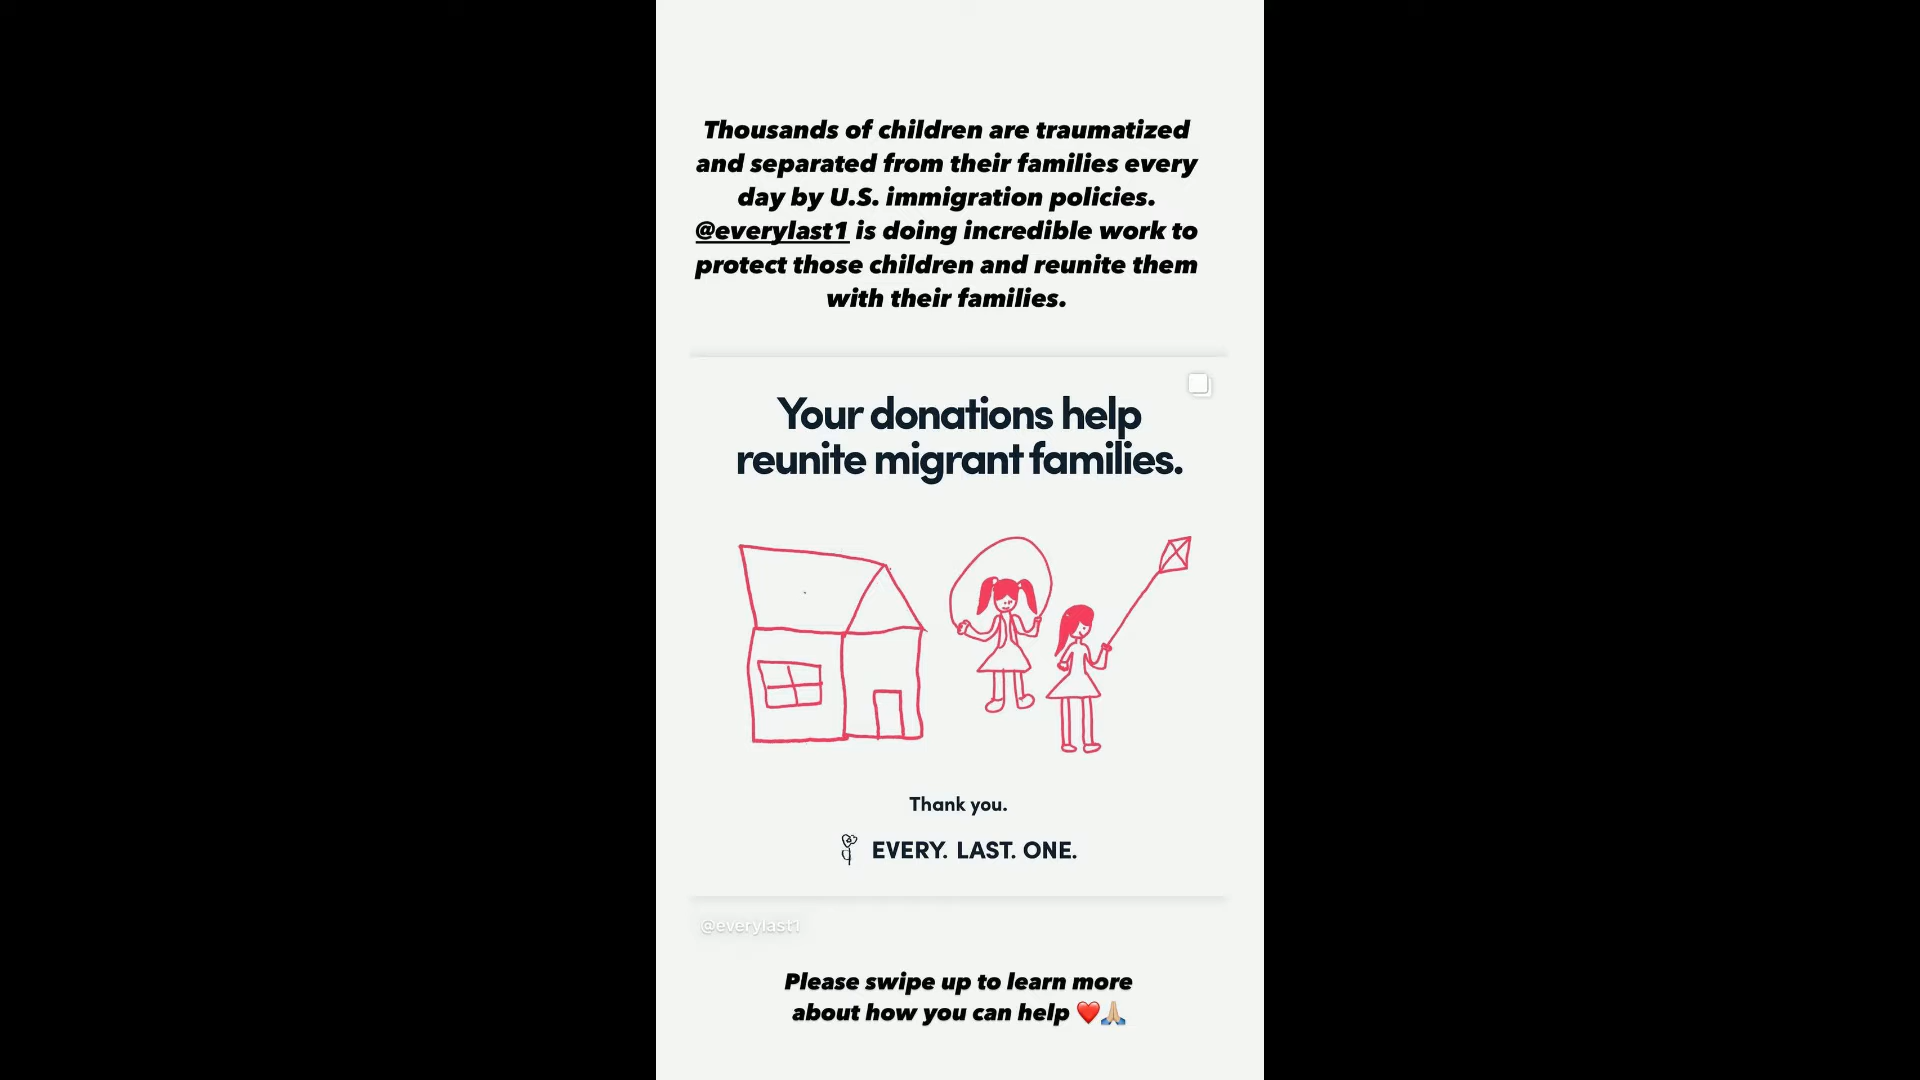 Thousands of children are traumatized
and separated from their families every
day by U.S. immigration policies.
@everylast1 is doing incredible work to
protect those children and reunite them
with their families.
Your donations help
reunite migrant families.
Thank you.
EVERY. LAST. ONE.
@everylast1
Please swipe up to learn more
about how you can help ❤️🙏🏼